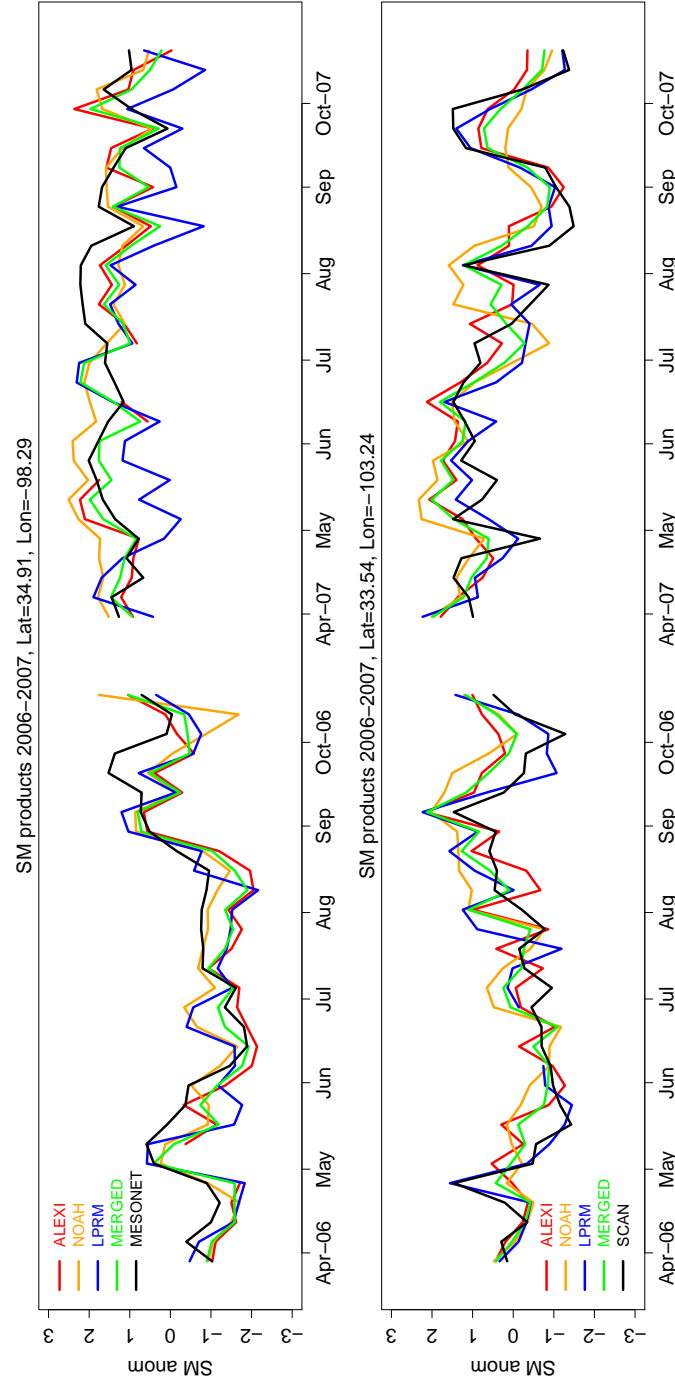 SM products 2006−2007, Lat=34.91, Lon=−98.29
SM anom
3
2
1
0
−1
−2
−3
ALEXI
NOAH
LPRM
MERGED
MESONET
Apr−06 May Jun Jul Aug Sep Oct−06 Apr−07 May Jun Jul Aug Sep Oct−07
SM products 2006−2007, Lat=33.54, Lon=−103.24
SM anom
3
2
1
0
−1
−2
−3
ALEXI
NOAH
LPRM
MERGED
SCAN
Apr−06 May Jun Jul Aug Sep Oct−06 Apr−07 May Jun Jul Aug Sep Oct−07